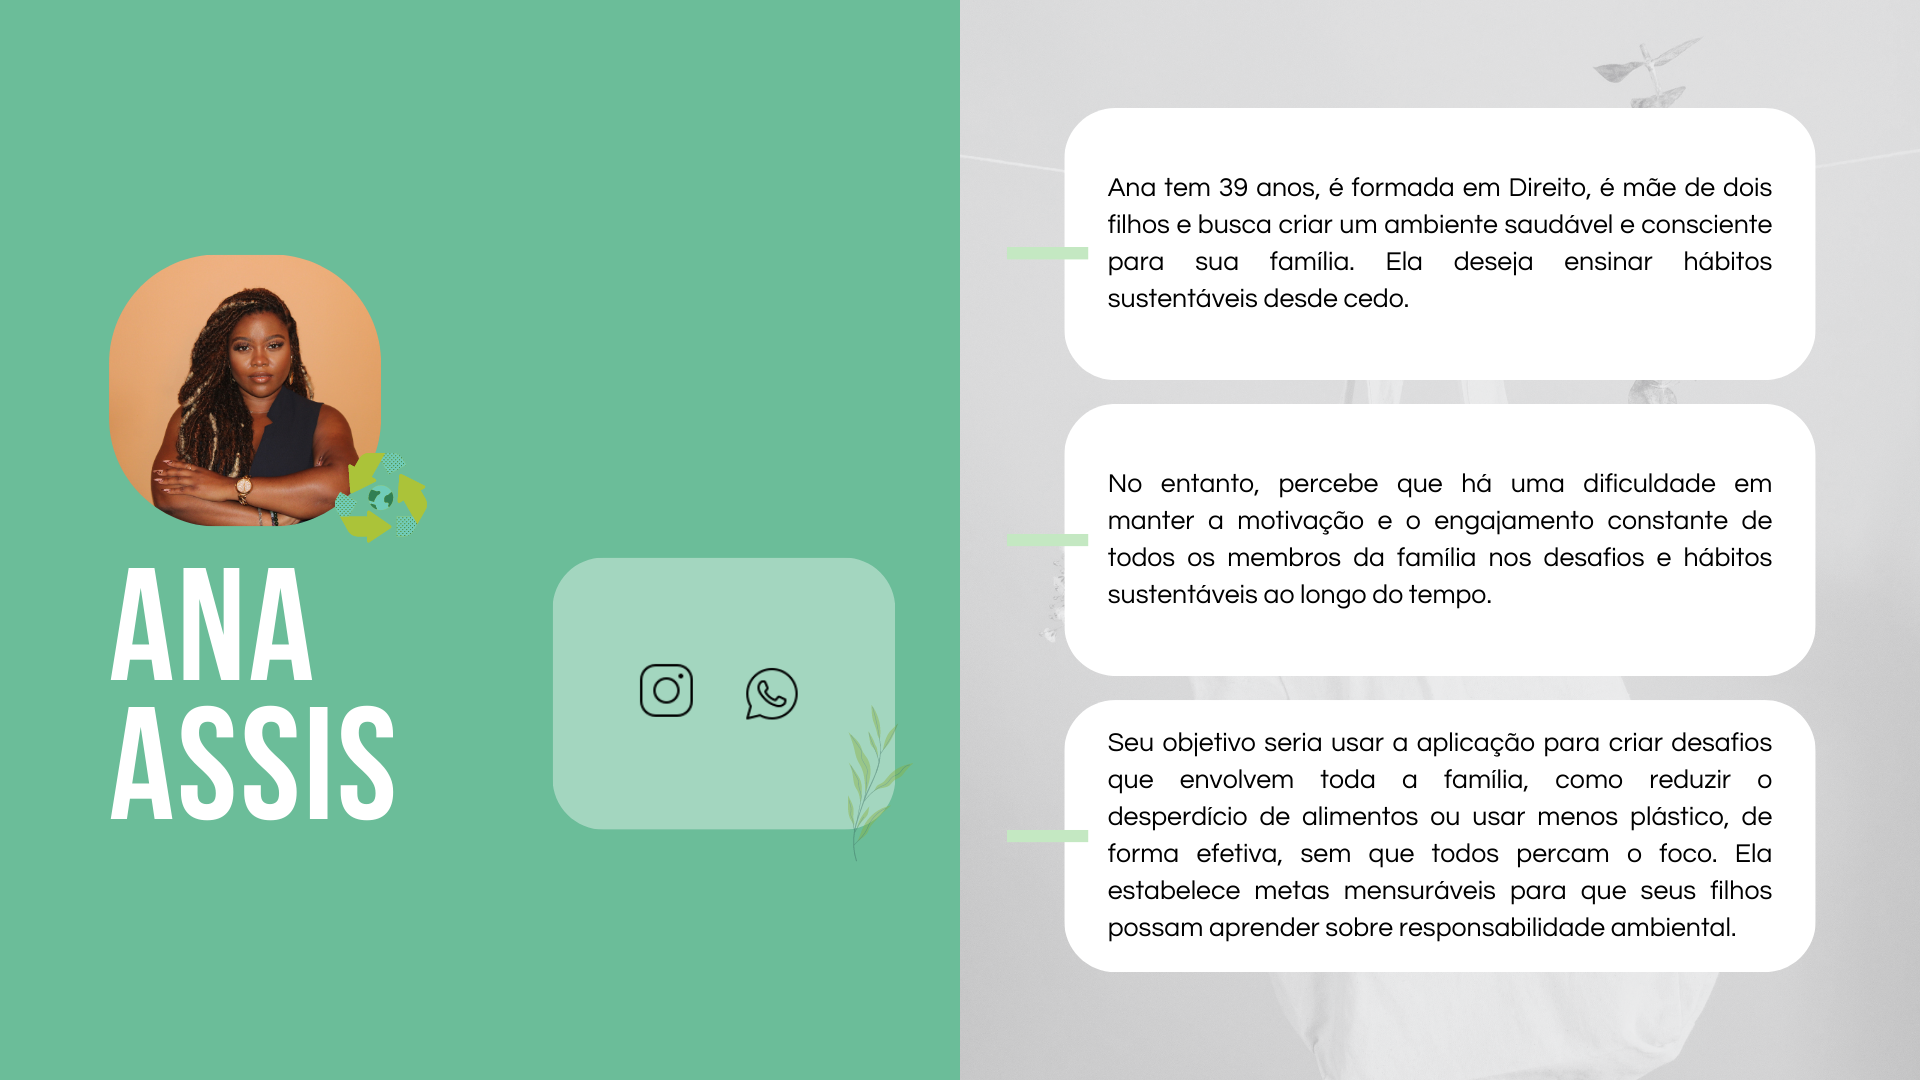 ANA
ASSIS
Ana tem 39 anos, é formada em Direito, é mãe de dois
filhos e busca criar um ambiente saudável e consciente
para sua família. Ela deseja ensinar hábitos
sustentáveis desde cedo.
No entanto, percebe que há uma dificuldade em
manter a motivação e o engajamento constante de
todos os membros da família nos desafios e hábitos
sustentáveis ao longo do tempo.
Seu objetivo seria usar a aplicação para criar desafios
que envolvem toda a família, como reduzir o
desperdício de alimentos ou usar menos plástico, de
forma efetiva, sem que todos percam o foco. Ela
estabelece metas mensuráveis para que seus filhos
possam aprender sobre responsabilidade ambiental.